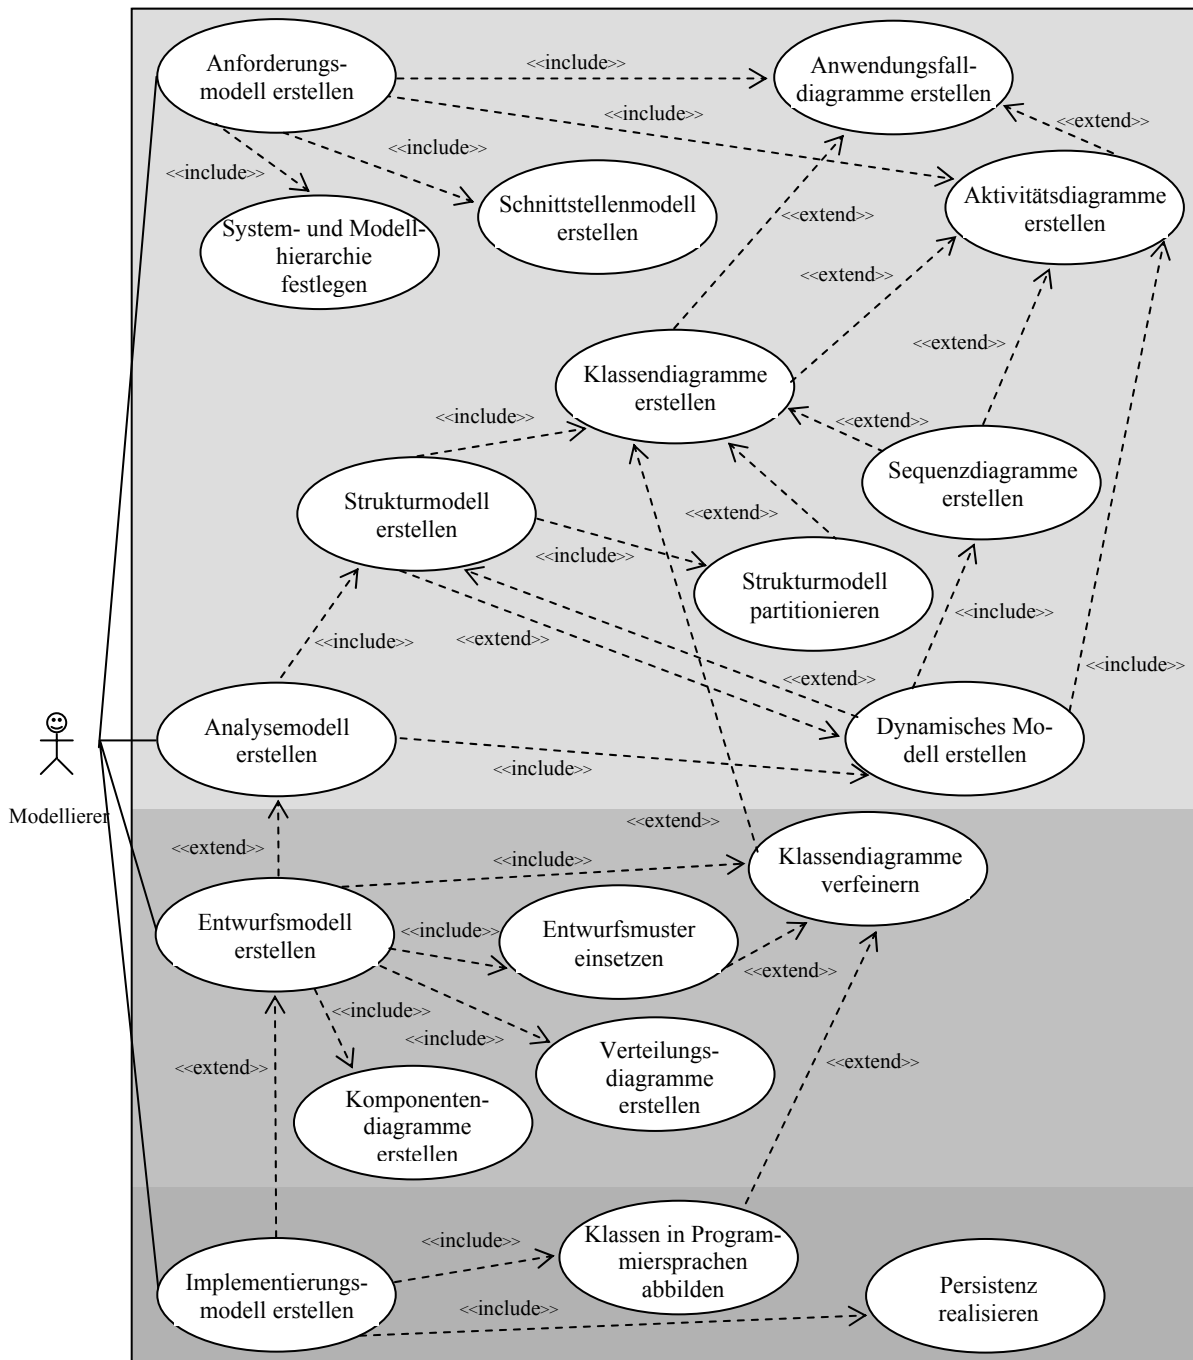 Anforderungs-
modell erstellen
<<include>>
Anwendungsfall-
diagramme erstellen
<<include>>
<<extend>>
<<include>>
<<include>>
Schnittstellenmodell
erstellen
Aktivitätsdiagramme
erstellen
System- und Modell-
hierarchie
festlegen
<<extend>>
<<extend>>
<<extend>>
Klassendiagramme
erstellen
<<include>>
<<extend>>
Sequenzdiagramme
erstellen
Strukturmodell
erstellen
<<extend>>
<<include>>
Strukturmodell
partitionieren
<<include>>
<<include>>
<<extend>>
<<extend>>
<<include>>
Analysemodell
erstellen
Dynamisches Mo-
dell erstellen
<<include>>
Modellierer
<<extend>>
<<extend>>
<<include>>
Klassendiagramme
verfeinern
Entwurfsmodell
erstellen
<<include>>
Entwurfsmuster
einsetzen
<<extend>>
<<include>>
<<include>>
Verteilungs-
diagramme
erstellen
<<extend>>
<<extend>>
Komponenten-
diagramme
erstellen
<<include>>
Klassen in Program-
miersprachen
abbilden
Implementierungs-
modell erstellen
<<include>>
Persistenz
realisieren